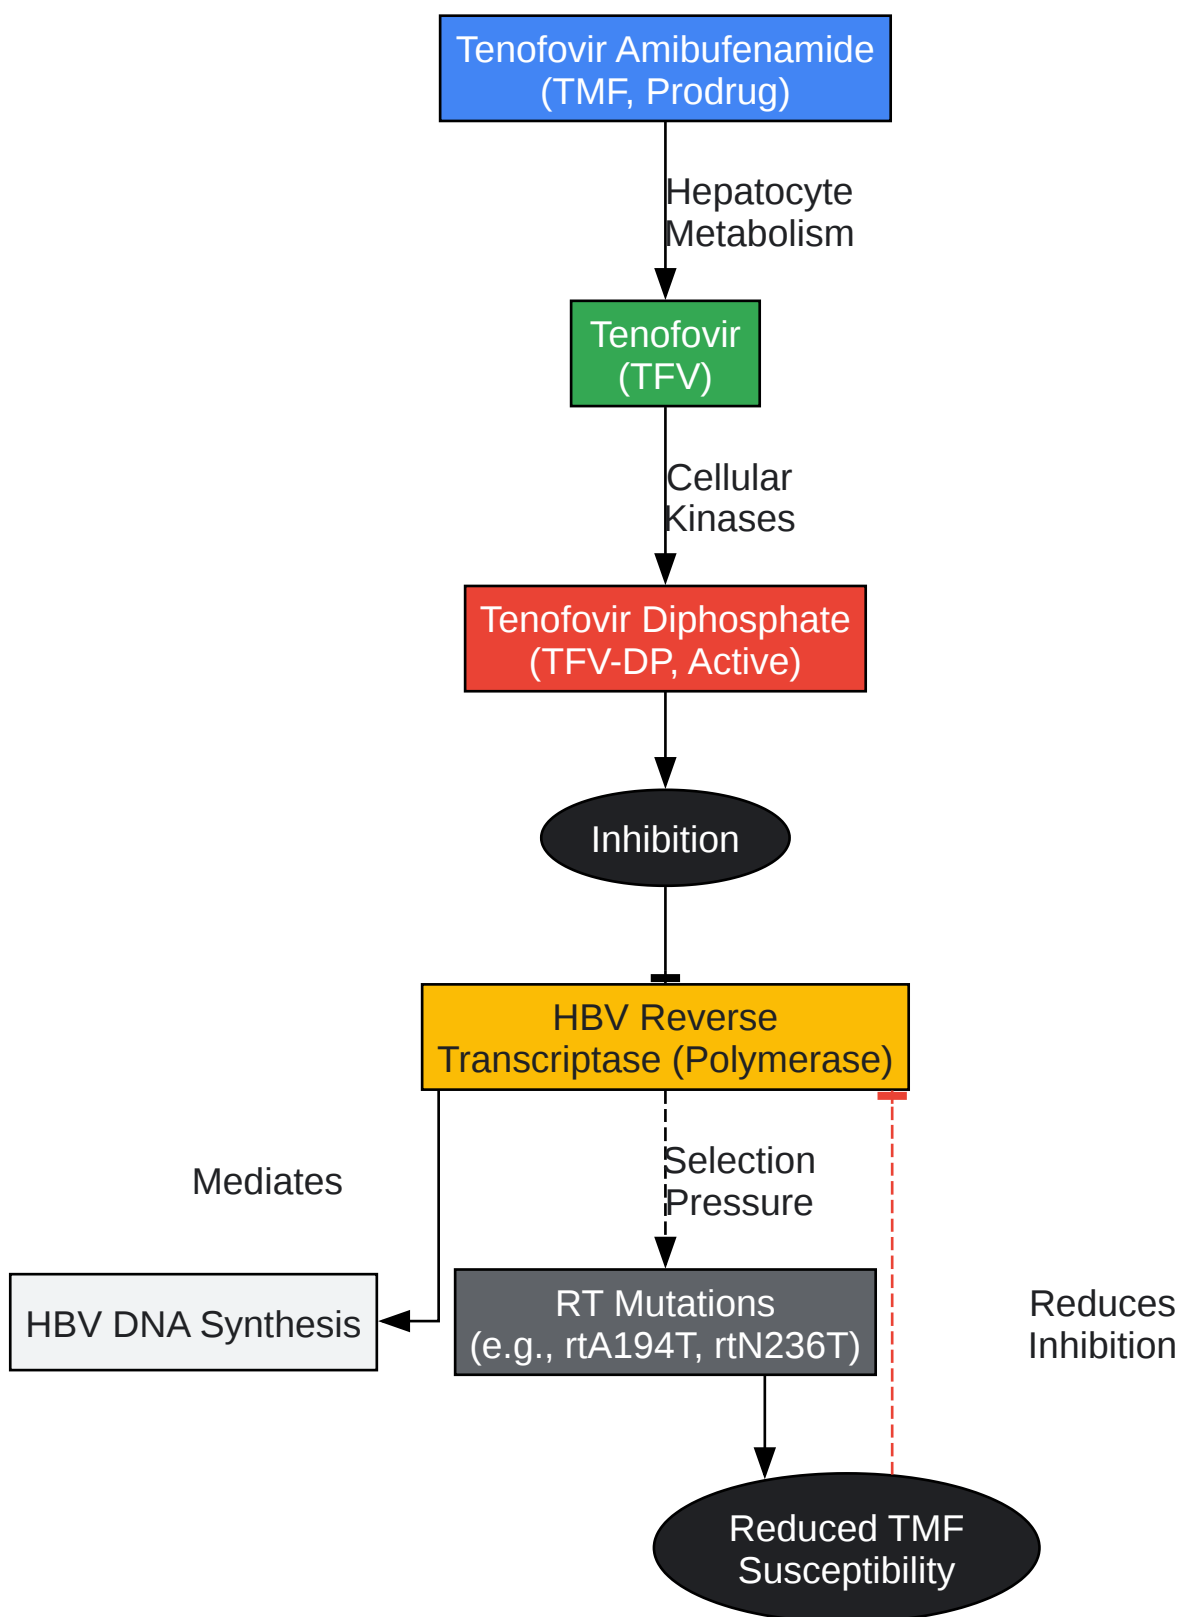 Tenofovir Amibufenamide
(TMF, Prodrug)
Hepatocyte
Metabolism
Tenofovir
(TFV)
Cellular
Kinases
Tenofovir Diphosphate
(TFV-DP, Active)
Inhibition
HBV Reverse
Transcriptase (Polymerase)
Mediates
Selection
Pressure
HBV DNA Synthesis
RT Mutations
(e.g., rtA194T, rtN236T)
Reduces
Inhibition
Reduced TMF
Susceptibility